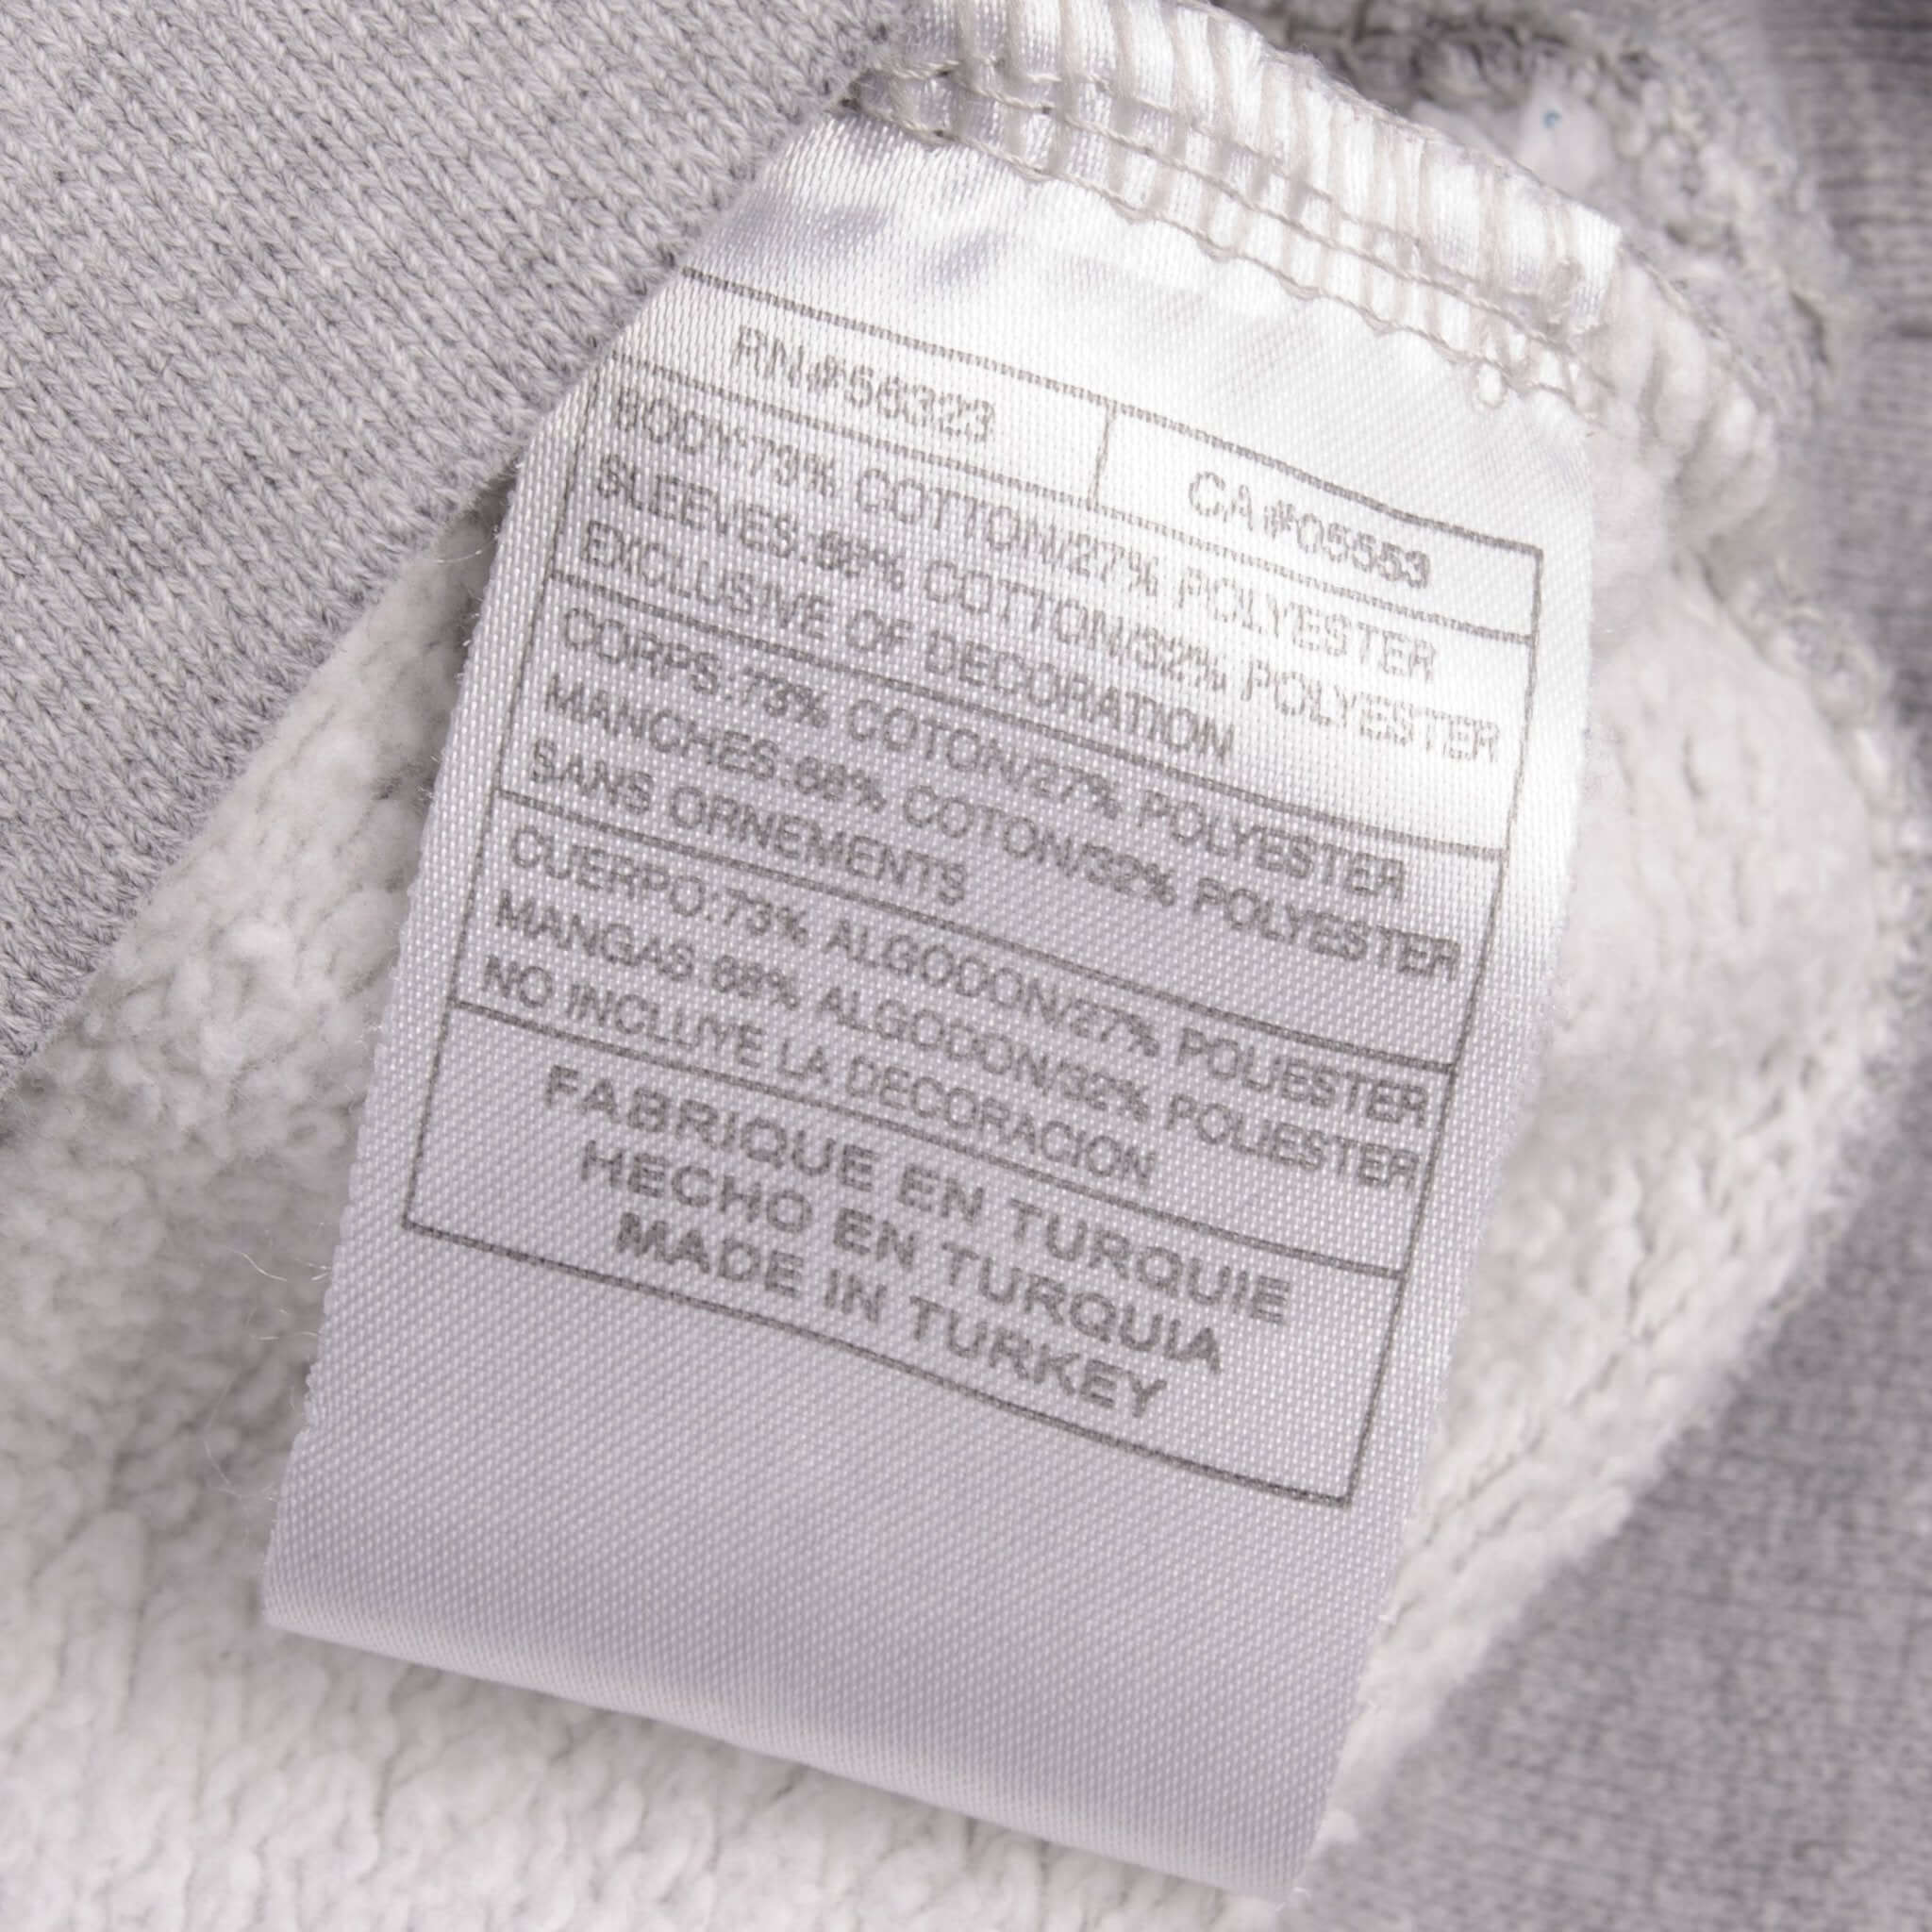 RN#56323
CA#05553
BODY:73% COTTON/27% POLYESTER
SLEEVES:68% COTTON/32% POLYESTER
EXCLUSIVE OF DECORATION
CORPS:73% COTON/27% POLYESTER
MANCHES:68% COTON/32% POLYESTER
SANS ORNEMENTS
CUERPO:73% ALGODON/27% POLIESTER
MANGAS:68% ALGODON/32% POLIESTER
NO INCLUYE LA DECORACION
FABRIQUE EN TURQUIE
HECHO EN TURQUIA
MADE IN TURKEY